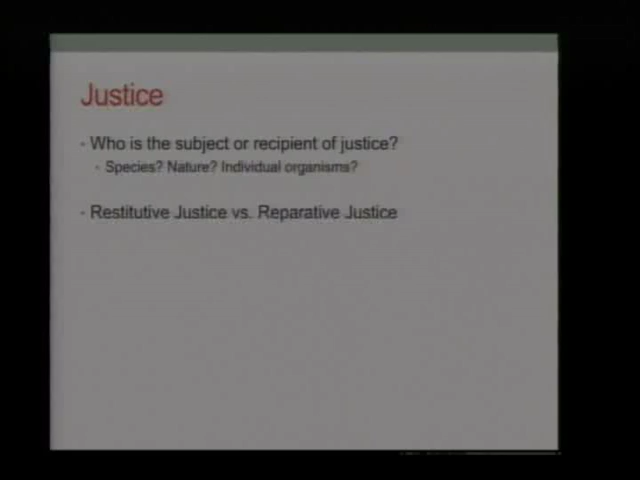 Justice
• Who is the subject or recipient of justice?
• Species? Nature? Individual organisms?
• Restitutive Justice vs. Reparative Justice